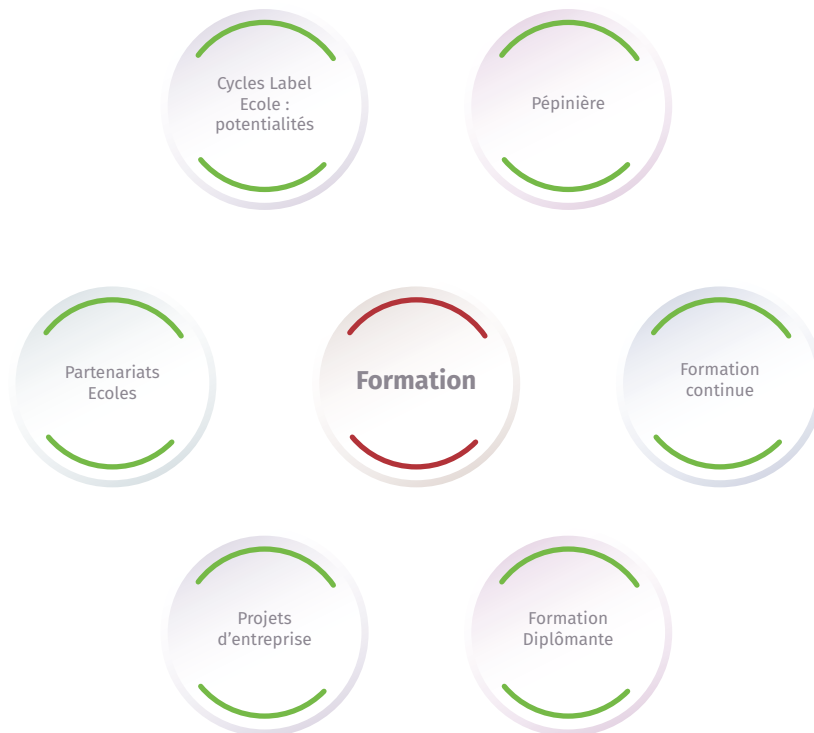 Cycles Label
Ecole :
potentialités
Pépinière
Partenariats
Ecoles
Formation
Formation
continue
Projets
d’entreprise
Formation
Diplômante